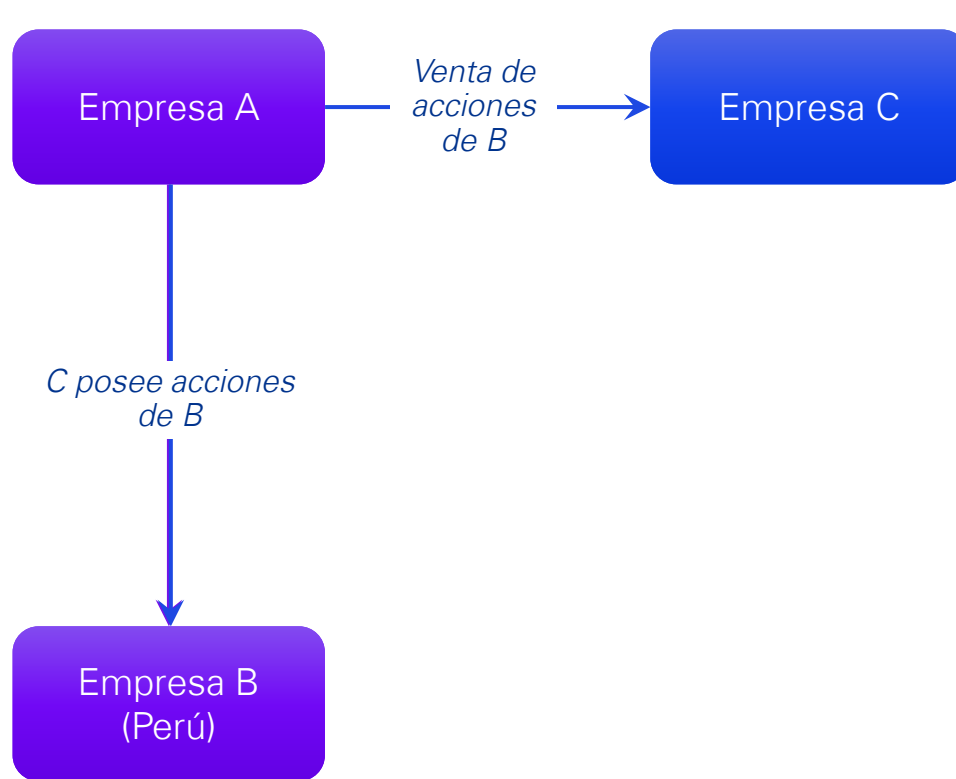 Empresa A
Venta de
acciones
de B
Empresa C
C posee acciones
de B
Empresa B
(Perú)